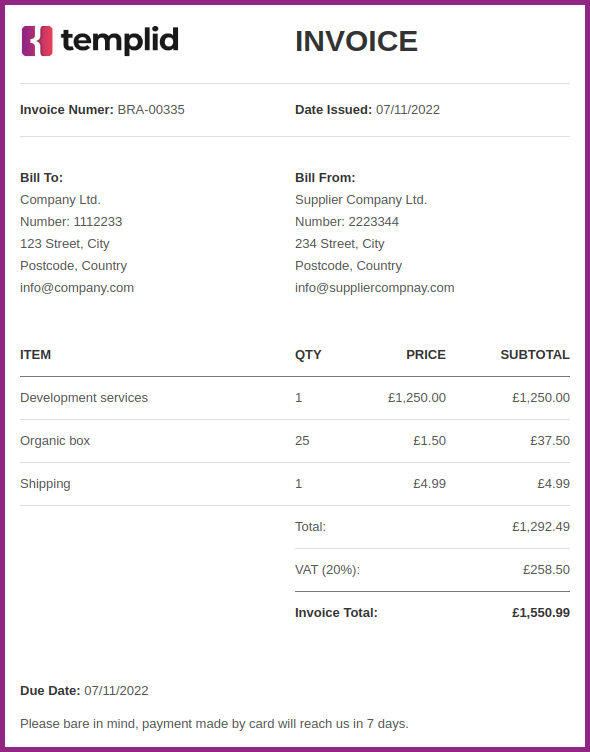 templid INVOICE
Invoice Numer: BRA-00335 Date Issued: 07/11/2022
Bill To: Bill From:
Company Ltd. Supplier Company Ltd.
Number: 1112233 Number: 2223344
123 Street, City 234 Street, City
Postcode, Country Postcode, Country
info@company.com info@suppliercompnay.com
ITEM QTY PRICE SUBTOTAL
Development services 1 £1,250.00 £1,250.00
Organic box 25 £1.50 £37.50
Shipping 1 £4.99 £4.99
Total: £1,292.49
VAT (20%): £258.50
Invoice Total: £1,550.99
Due Date: 07/11/2022
Please bare in mind, payment made by card will reach us in 7 days.